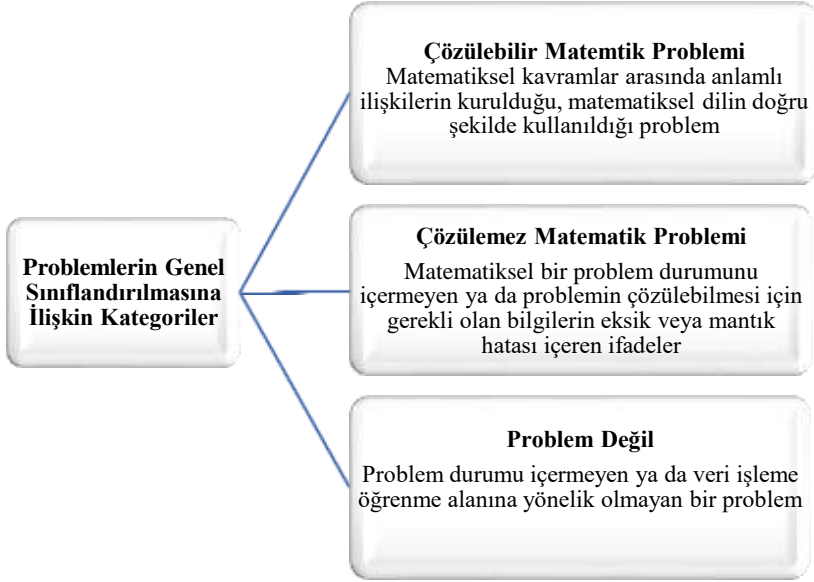 Problemlerin Genel
Sınıflandırılmasına
İlişkin Kategoriler
Çözülebilir Matemtik Problemi
Matematiksel kavramlar arasında anlamlı
ilişkilerin kurulduğu, matematiksel dilin doğru
şekilde kullanıldığı problem
Çözülemez Matematik Problemi
Matematiksel bir problem durumunu
içermeyen ya da problemin çözülebilmesi için
gerekli olan bilgilerin eksik veya mantık
hatası içeren ifadeler
Problem Değil
Problem durumu içermeyen ya da veri işleme
öğrenme alanına yönelik olmayan bir problem